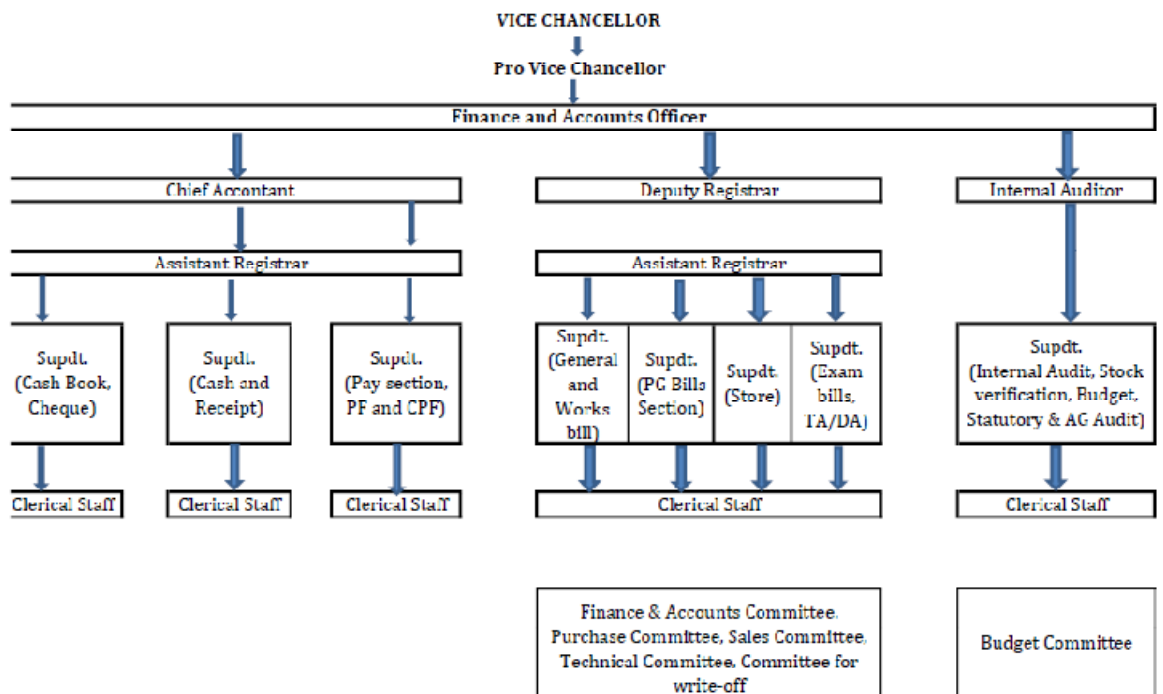 VICE CHANCELLOR
Pro Vice Chancellor
Finance and Accounts Officer
Chief Accontant
Deputy Registrar
Internal Auditor
Assistant Registrar
Assistant Registrar
Supdt.
(Cash Book,
Cheque)
Supdt.
(Cash and
Receipt)
Supdt.
(Pay section,
PF and CPF)
Supdt.
(General
and
Works
bill)
Supdt.
(PG Bills
Section)
Supdt.
(Store)
Supdt.
(Exam
bills,
TA/DA)
Supdt.
(Internal Audit, Stock
verification, Budget,
Statutory & AG Audit)
Clerical Staff
Clerical Staff
Clerical Staff
Clerical Staff
Clerical Staff
Finance & Accounts Committee,
Purchase Committee, Sales Committee,
Technical Committee, Committee for
write-off
Budget Committee